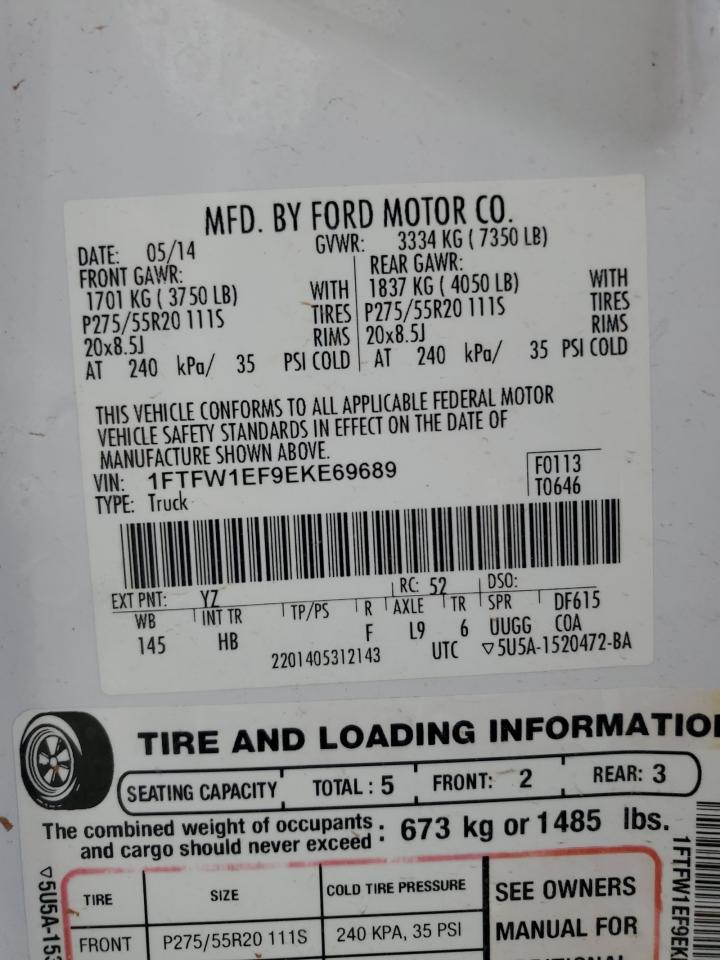 MFD. BY FORD MOTOR CO.
DATE: 05/14 GVWR: 3334 KG ( 7350 LB)
FRONT GAWR: REAR GAWR:
1701 KG ( 3750 LB) WITH 1837 KG ( 4050 LB) WITH
P275/55R20 111S TIRES P275/55R20 111S TIRES
20x8.5J RIMS 20x8.5J RIMS
AT 240 kPa/ 35 PSI COLD AT 240 kPa/ 35 PSI COLD
THIS VEHICLE CONFORMS TO ALL APPLICABLE FEDERAL MOTOR
VEHICLE SAFETY STANDARDS IN EFFECT ON THE DATE OF
MANUFACTURE SHOWN ABOVE.
VIN: 1FTFW1EF9EKE69689 F0113
TYPE: Truck T0646
EXT PNT: YZ RC: 52 DSO:
WB INT TR TP/PS R AXLE TR SPR DF615
145 HB F L9 6 UUGG COA
2201405312143 UTC ▽5U5A-1520472-BA
TIRE AND LOADING INFORMATIO
SEATING CAPACITY TOTAL : 5 FRONT: 2 REAR: 3
The combined weight of occupants
and cargo should never exceed : 673 kg or 1485 lbs.
TIRE SIZE COLD TIRE PRESSURE SEE OWNERS
FRONT P275/55R20 111S 240 KPA, 35 PSI MANUAL FOR
▽5U5A-153
1FTFW1EF9EK